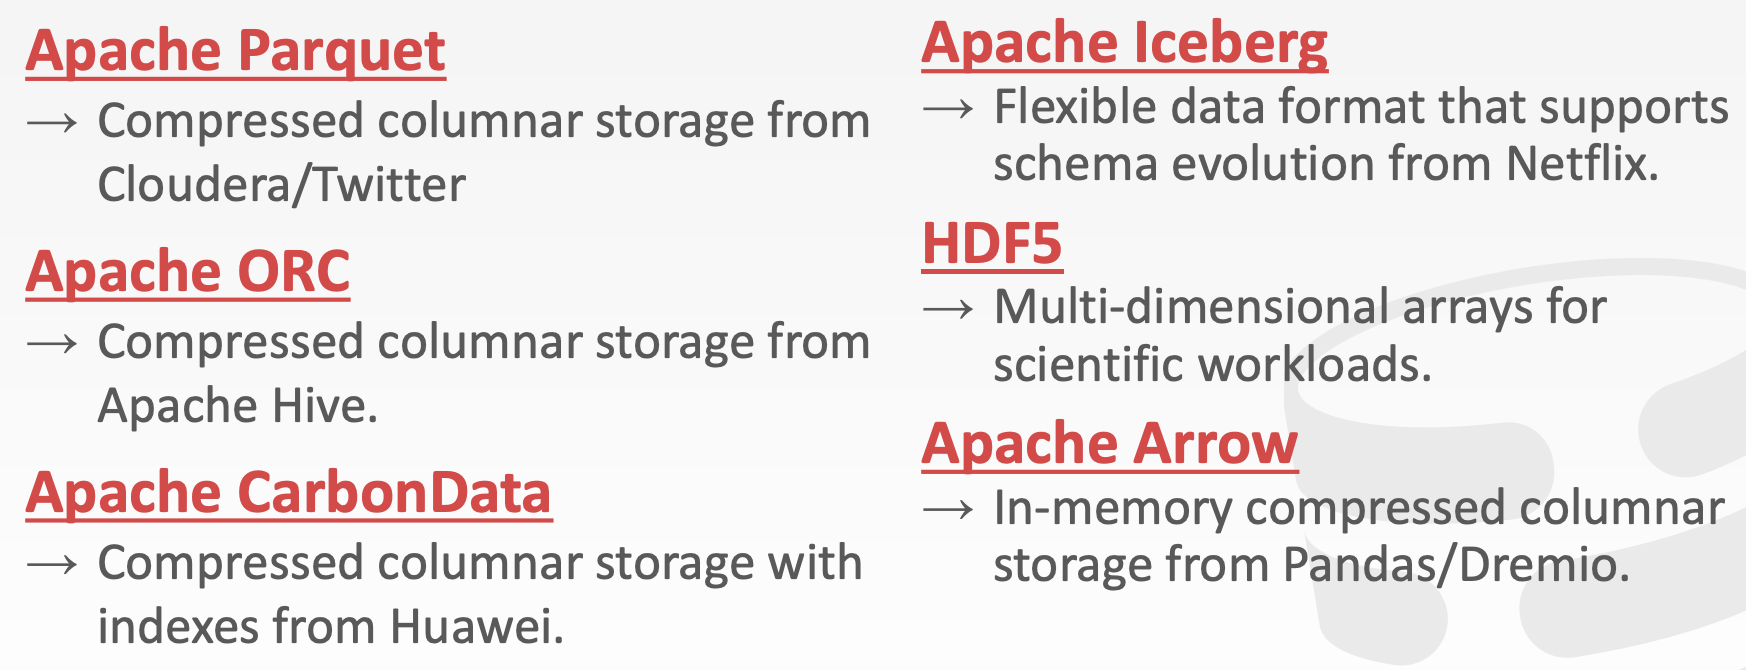 Apache Parquet
→ Compressed columnar storage from
Cloudera/Twitter
Apache ORC
→ Compressed columnar storage from
Apache Hive.
Apache CarbonData
→ Compressed columnar storage with
indexes from Huawei.
Apache Iceberg
→ Flexible data format that supports
schema evolution from Netflix.
HDF5
→ Multi-dimensional arrays for
scientific workloads.
Apache Arrow
→ In-memory compressed columnar
storage from Pandas/Dremio.